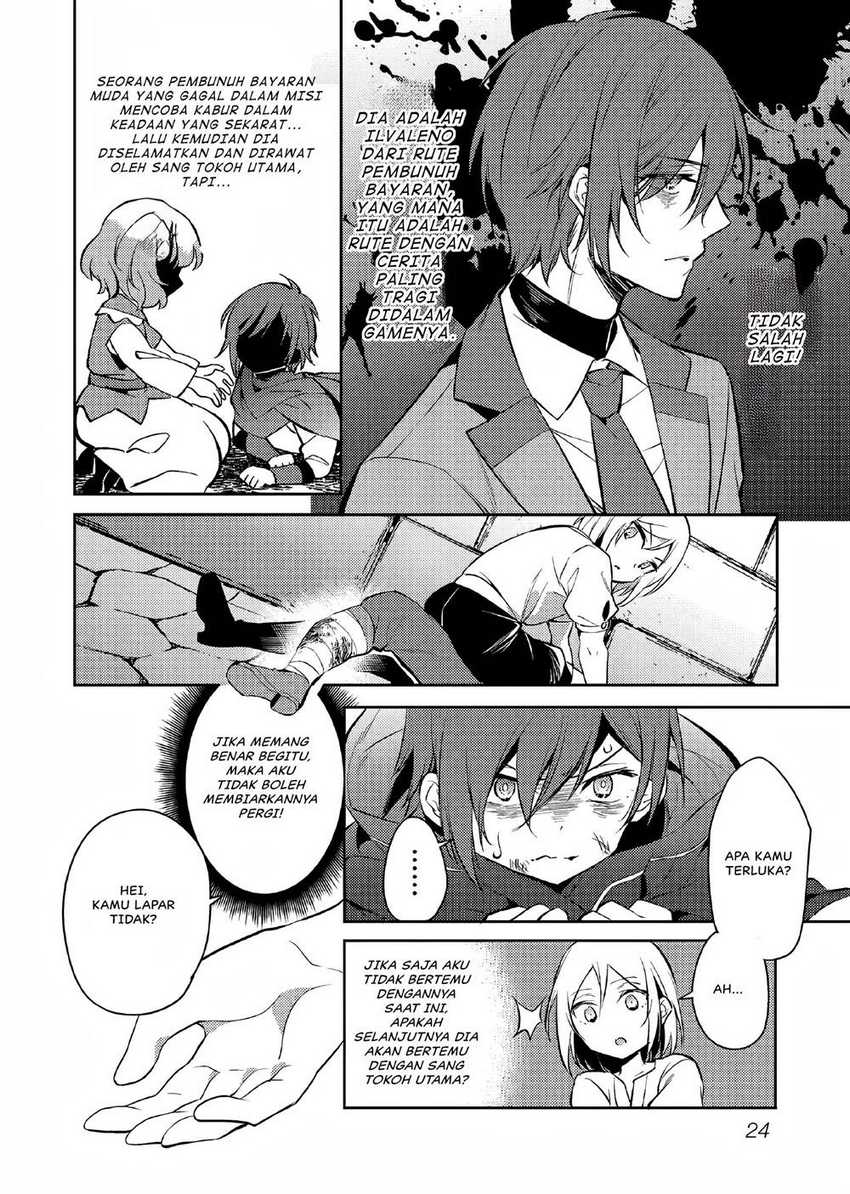 TIDAK
SALAH
LAGI!
DIA ADALAH
ILVALENO
DARI RUTE
PEMBUNUH
BAYARAN,
YANG MANA
ITU ADALAH
RUTE DENGAN
CERITA
PALING
TRAGI
DIDALAM
GAMENYA.
SEORANG PEMBUNUH BAYARAN
MUDA YANG GAGAL DALAM MISI
MENCOBA KABUR DALAM
KEADAAN YANG SEKARAT...
LALU KEMUDIAN DIA
DISELAMATKAN DAN DIRAWAT
OLEH SANG TOKOH UTAMA,
TAPI...
APA KAMU
TERLUKA?
......
AH...
JIKA SAJA AKU
TIDAK BERTEMU
DENGANNYA
SAAT INI,
APAKAH
SELANJUTNYA DIA
AKAN BERTEMU
DENGAN SANG
TOKOH UTAMA?
JIKA MEMANG
BENAR BEGITU,
MAKA AKU
TIDAK BOLEH
MEMBIARKANNYA
PERGI!
HEI,
KAMU LAPAR
TIDAK?
24